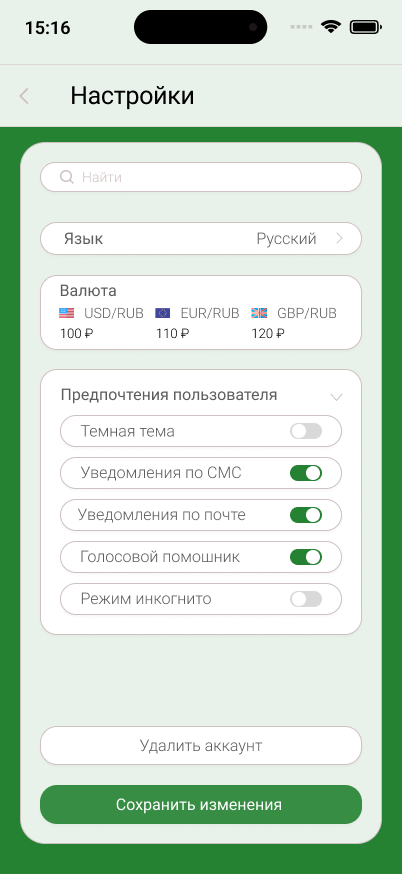 15:16
Настройки
Найти
Язык Русский
Валюта
USD/RUB EUR/RUB GBP/RUB
100 ₽ 110 ₽ 120 ₽
Предпочтения пользователя
Темная тема
Уведомления по СМС
Уведомления по почте
Голосовой помошник
Режим инкогнито
Удалить аккаунт
Сохранить изменения